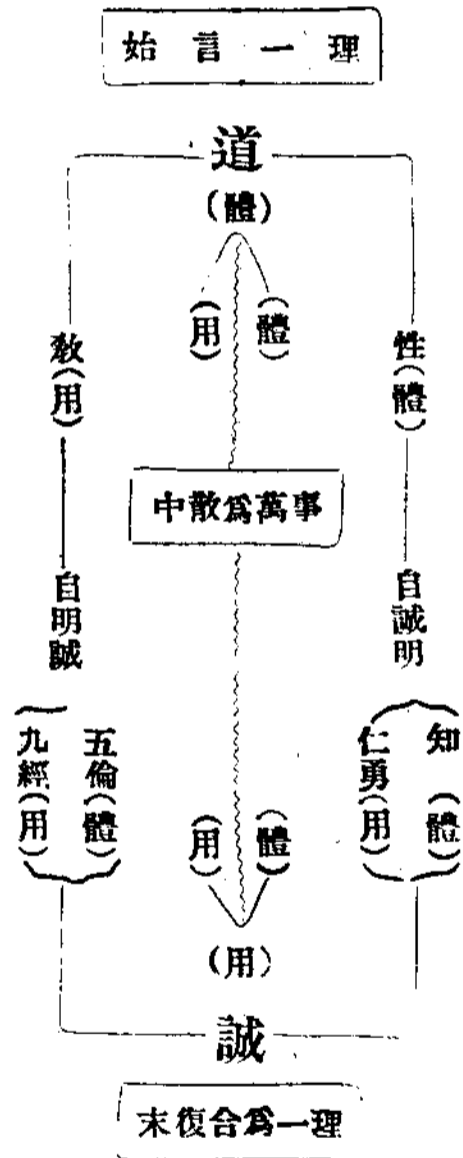 始言一理
道
(體)
(體)
(用)
性(體)
教(用)
中散爲萬事
自誠明
自明誠
知(體)
仁勇(用)
五倫(體)
九經(用)
(體)
(用)
(用)
誠
末復合爲一理